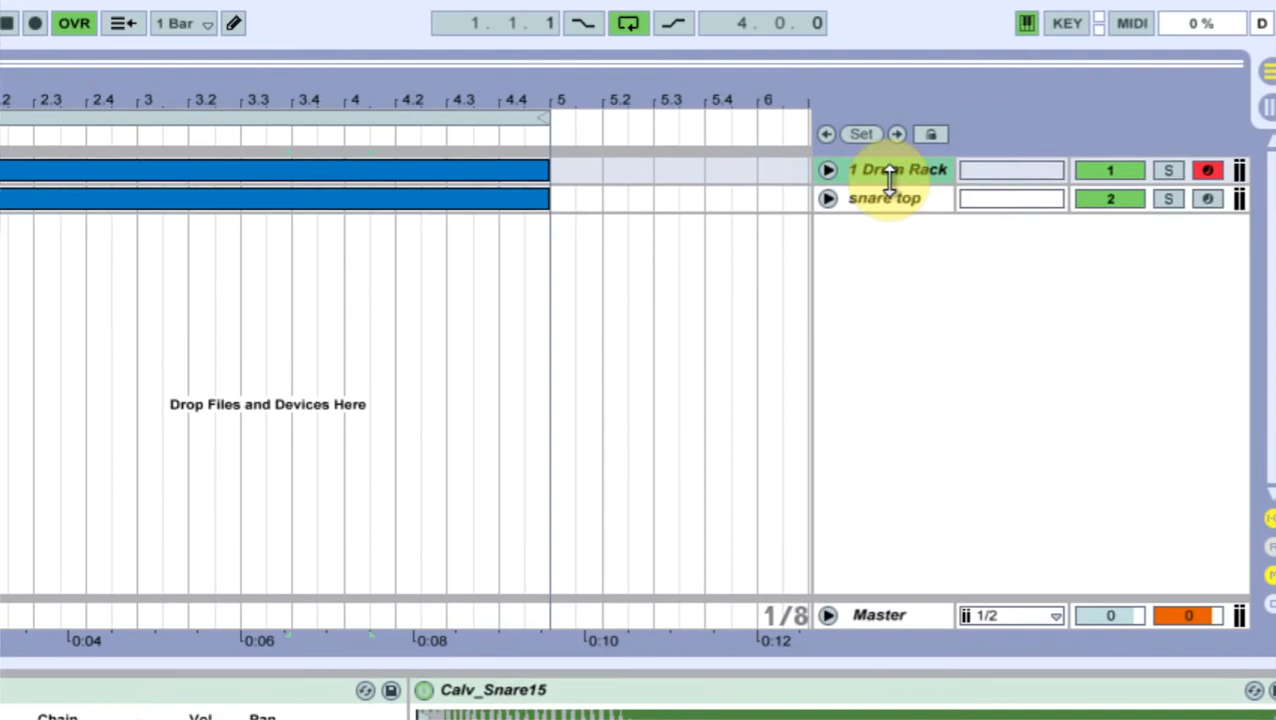 OVR 1 Bar 1. 1. 1 4. 0. 0 KEY MIDI 0 % D
2 2.3 2.4 3 3.2 3.3 3.4 4 4.2 4.3 4.4 5 5.2 5.3 5.4 6
Set
1 Drum Rack 1 S
snare top 2 S
Drop Files and Devices Here
1/8 Master 1/2 0 0
0:04 0:06 0:08 0:10 0:12
Calv_Snare15
Chain Vol Pan